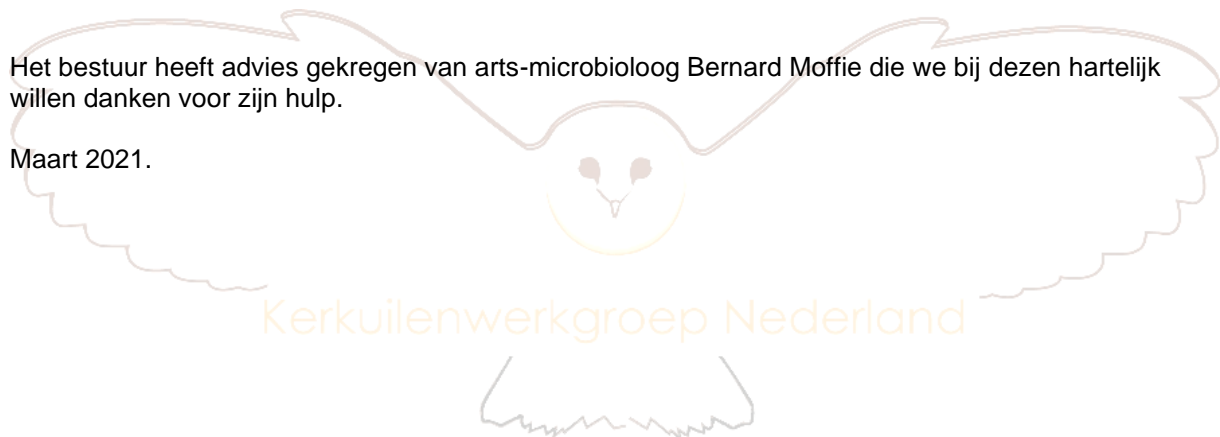 Het bestuur heeft advies gekregen van arts-microbioloog Bernard Moffie die we bij dezen hartelijk
willen danken voor zijn hulp.
Maart 2021.
Kerkuilenwerkgroep Nederland